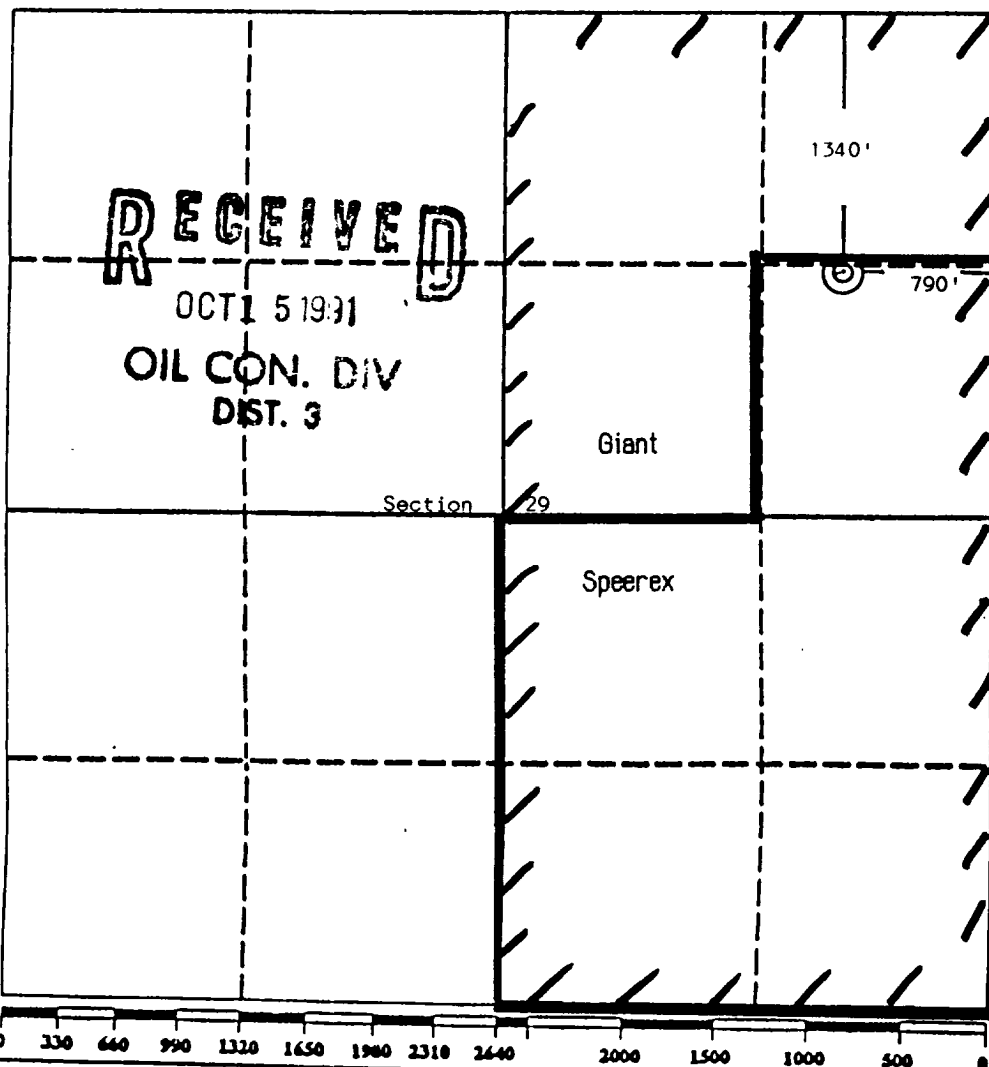 1340'
RECEIVED
790'
OCT 1 5 1991
OIL CON. DIV
DIST. 3
Giant
Section 29
Speerex
0 330 660 990 1320 1650 1980 2310 2640 2000 1500 1000 500 0